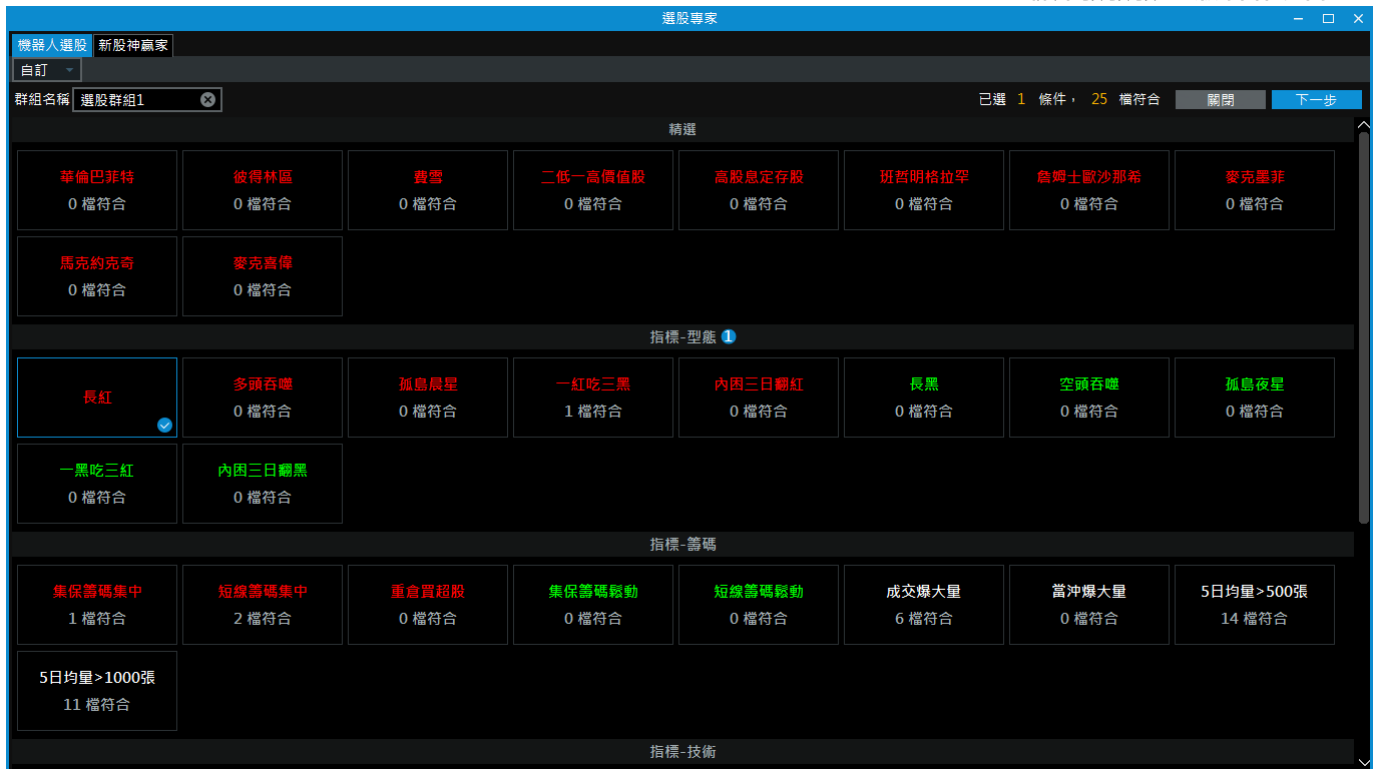 選股專家
機器人選股 新股神贏家
自訂
群組名稱 選股群組1 已選 1 條件， 25 檔符合 關閉 下一步
精選
華倫巴菲特 彼得林區 費雪 二低一高價值股 高股息定存股 班哲明格拉罕 詹姆士歐沙那希 麥克墨菲
0 檔符合 0 檔符合 0 檔符合 0 檔符合 0 檔符合 0 檔符合 0 檔符合 0 檔符合
馬克約克奇 麥克喜偉
0 檔符合 0 檔符合
指標-型態 1
長紅 多頭吞噬 孤島晨星 一紅吃三黑 內困三日翻紅 長黑 空頭吞噬 孤島夜星
0 檔符合 0 檔符合 1 檔符合 0 檔符合 0 檔符合 0 檔符合 0 檔符合
一黑吃三紅 內困三日翻黑
0 檔符合 0 檔符合
指標-籌碼
集保籌碼集中 短線籌碼集中 重倉買超股 集保籌碼鬆動 短線籌碼鬆動 成交爆大量 當沖爆大量 5日均量>500張
1 檔符合 2 檔符合 0 檔符合 0 檔符合 0 檔符合 6 檔符合 0 檔符合 14 檔符合
5日均量>1000張
11 檔符合
指標-技術